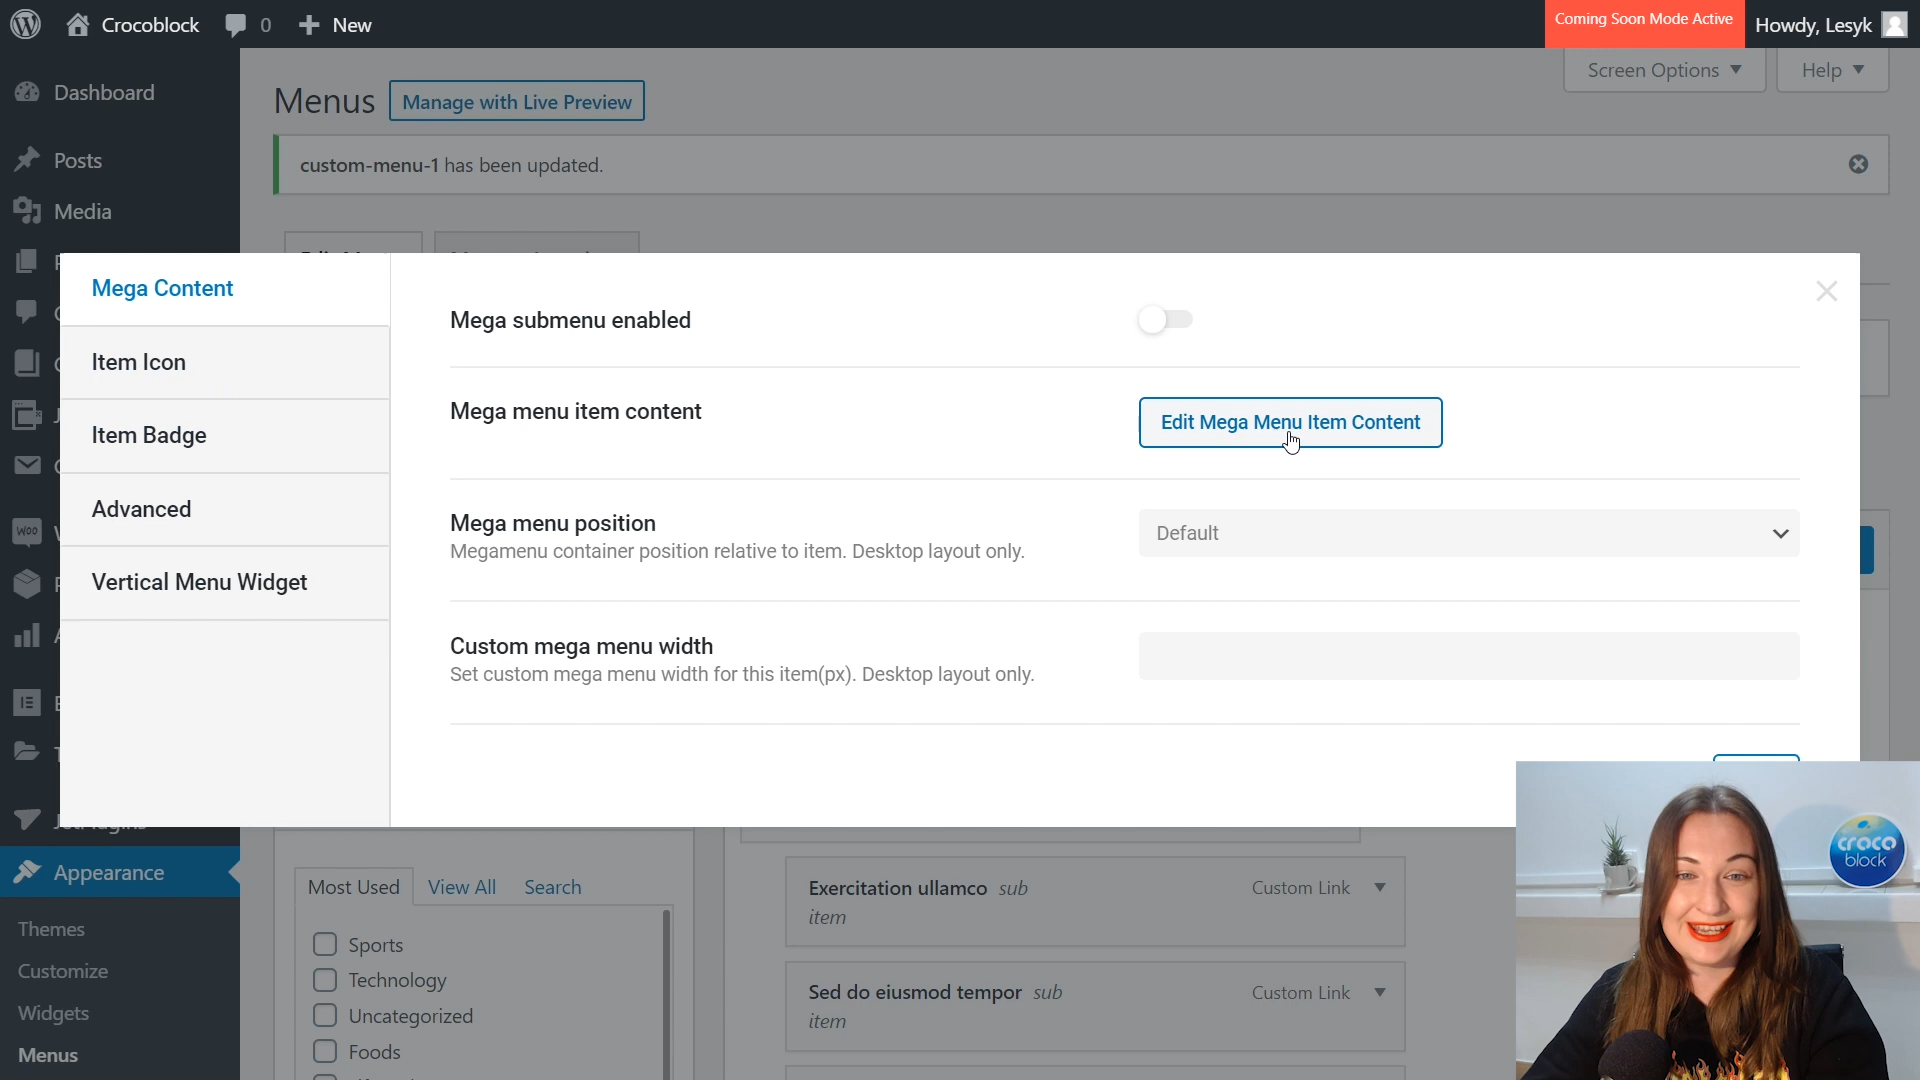 Crocoblock
0
New
Coming Soon Mode Active
Howdy, Lesyk
Screen Options
Help
Dashboard
Posts
Media
Menus
Manage with Live Preview
custom-menu-1 has been updated.
Mega Content
Item Icon
Item Badge
Advanced
Vertical Menu Widget
Mega submenu enabled
Mega menu item content
Edit Mega Menu Item Content
Mega menu position
Megamenu container position relative to item. Desktop layout only.
Default
Custom mega menu width
Set custom mega menu width for this item(px). Desktop layout only.
Appearance
Themes
Customize
Widgets
Menus
Most Used
View All
Search
Sports
Technology
Uncategorized
Foods
Exercitation ullamco sub
item
Custom Link
Sed do eiusmod tempor sub
item
Custom Link
croco
block